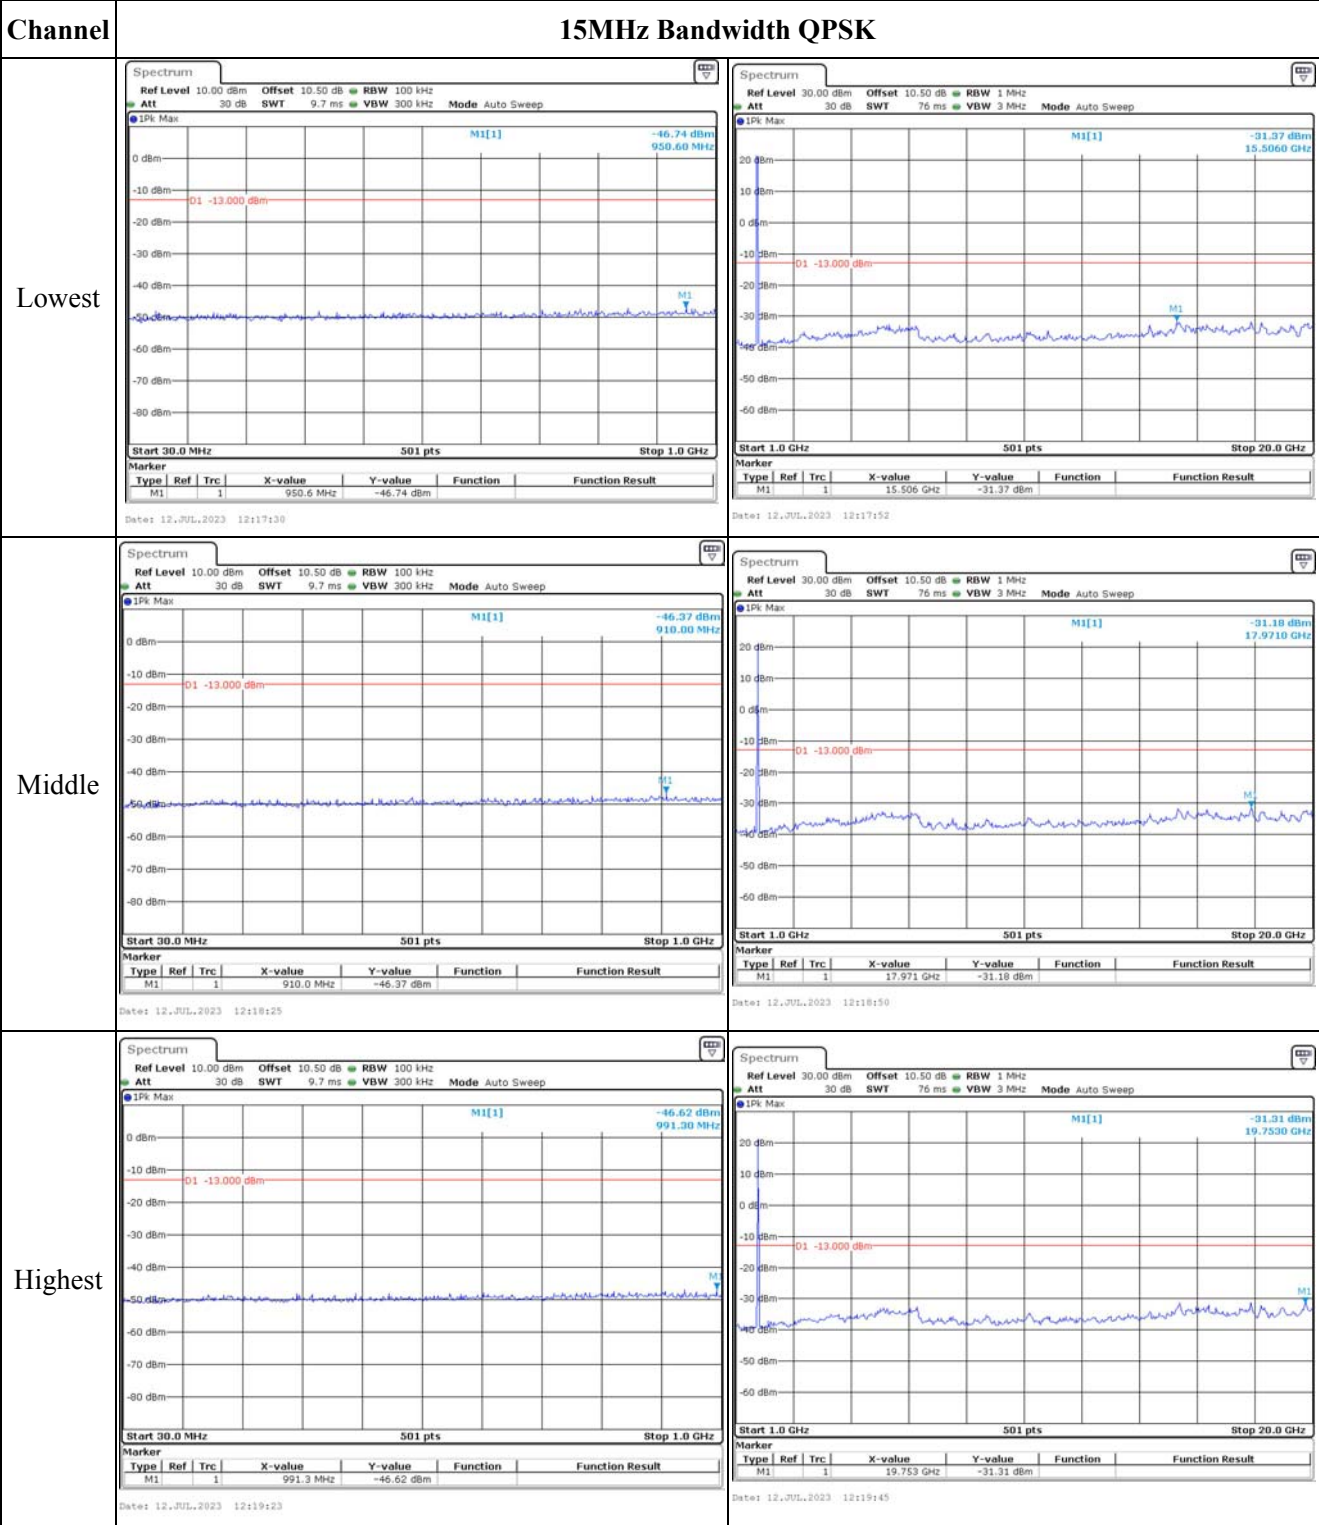 Channel 15MHz Bandwidth QPSK
Lowest
Spectrum
Ref Level 10.00 dBm Offset 10.50 dB RBW 100 kHz
Att 30 dB SWT 9.7 ms VBW 300 kHz Mode Auto Sweep
1Pk Max
M1[1] -46.74 dBm
950.60 MHz
0 dBm
-10 dBm
D1 -13.000 dBm
-20 dBm
-30 dBm
-40 dBm
M1
-50 dBm
-60 dBm
-70 dBm
-80 dBm
Start 30.0 MHz 501 pts Stop 1.0 GHz
Marker
Type Ref Trc X-value Y-value Function Function Result
M1 1 950.6 MHz -46.74 dBm
Date: 12.JUL.2023 12:17:30
Spectrum
Ref Level 30.00 dBm Offset 10.50 dB RBW 1 MHz
Att 30 dB SWT 76 ms VBW 3 MHz Mode Auto Sweep
1Pk Max
M1[1] -31.37 dBm
15.5060 GHz
20 dBm
10 dBm
0 dBm
-10 dBm
D1 -13.000 dBm
-20 dBm
-30 dBm
M1
-40 dBm
-50 dBm
-60 dBm
Start 1.0 GHz 501 pts Stop 20.0 GHz
Marker
Type Ref Trc X-value Y-value Function Function Result
M1 1 15.506 GHz -31.37 dBm
Date: 12.JUL.2023 12:17:52
Middle
Spectrum
Ref Level 10.00 dBm Offset 10.50 dB RBW 100 kHz
Att 30 dB SWT 9.7 ms VBW 300 kHz Mode Auto Sweep
1Pk Max
M1[1] -46.37 dBm
910.00 MHz
0 dBm
-10 dBm
D1 -13.000 dBm
-20 dBm
-30 dBm
-40 dBm
M1
-50 dBm
-60 dBm
-70 dBm
-80 dBm
Start 30.0 MHz 501 pts Stop 1.0 GHz
Marker
Type Ref Trc X-value Y-value Function Function Result
M1 1 910.0 MHz -46.37 dBm
Date: 12.JUL.2023 12:18:25
Spectrum
Ref Level 30.00 dBm Offset 10.50 dB RBW 1 MHz
Att 30 dB SWT 76 ms VBW 3 MHz Mode Auto Sweep
1Pk Max
M1[1] -31.18 dBm
17.9710 GHz
20 dBm
10 dBm
0 dBm
-10 dBm
D1 -13.000 dBm
-20 dBm
M1
-30 dBm
-40 dBm
-50 dBm
-60 dBm
Start 1.0 GHz 501 pts Stop 20.0 GHz
Marker
Type Ref Trc X-value Y-value Function Function Result
M1 1 17.971 GHz -31.18 dBm
Date: 12.JUL.2023 12:18:50
Highest
Spectrum
Ref Level 10.00 dBm Offset 10.50 dB RBW 100 kHz
Att 30 dB SWT 9.7 ms VBW 300 kHz Mode Auto Sweep
1Pk Max
M1[1] -46.62 dBm
991.30 MHz
0 dBm
-10 dBm
D1 -13.000 dBm
-20 dBm
-30 dBm
-40 dBm
M1
-50 dBm
-60 dBm
-70 dBm
-80 dBm
Start 30.0 MHz 501 pts Stop 1.0 GHz
Marker
Type Ref Trc X-value Y-value Function Function Result
M1 1 991.3 MHz -46.62 dBm
Date: 12.JUL.2023 12:19:23
Spectrum
Ref Level 30.00 dBm Offset 10.50 dB RBW 1 MHz
Att 30 dB SWT 76 ms VBW 3 MHz Mode Auto Sweep
1Pk Max
M1[1] -31.31 dBm
19.7530 GHz
20 dBm
10 dBm
0 dBm
-10 dBm
D1 -13.000 dBm
-20 dBm
M1
-30 dBm
-40 dBm
-50 dBm
-60 dBm
Start 1.0 GHz 501 pts Stop 20.0 GHz
Marker
Type Ref Trc X-value Y-value Function Function Result
M1 1 19.753 GHz -31.31 dBm
Date: 12.JUL.2023 12:19:45